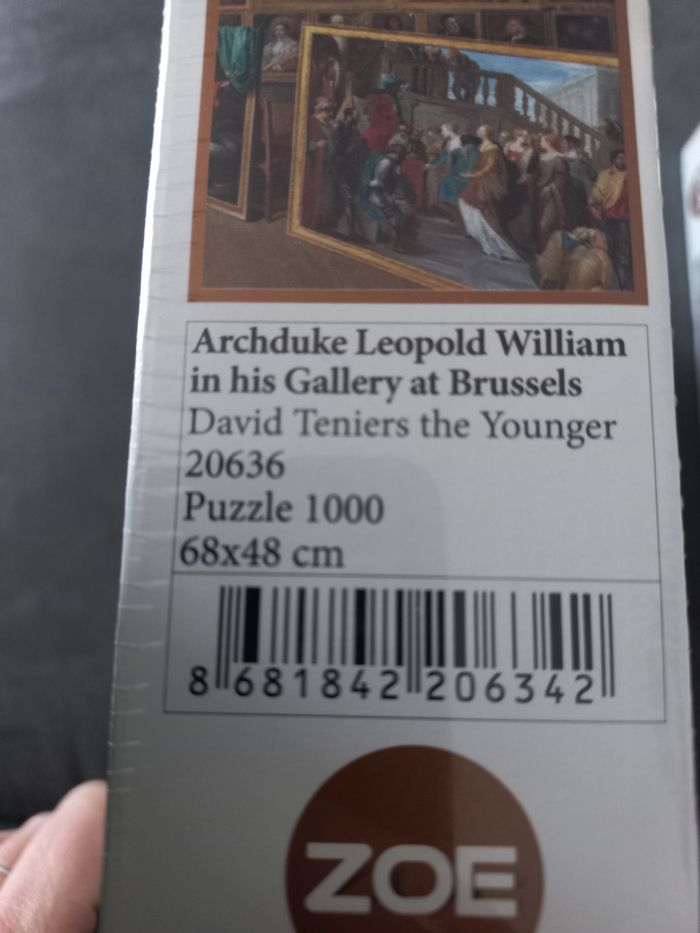 Archduke Leopold William
in his Gallery at Brussels
David Teniers the Younger
20636
Puzzle 1000
68x48 cm
8 681842 206342
ZOE